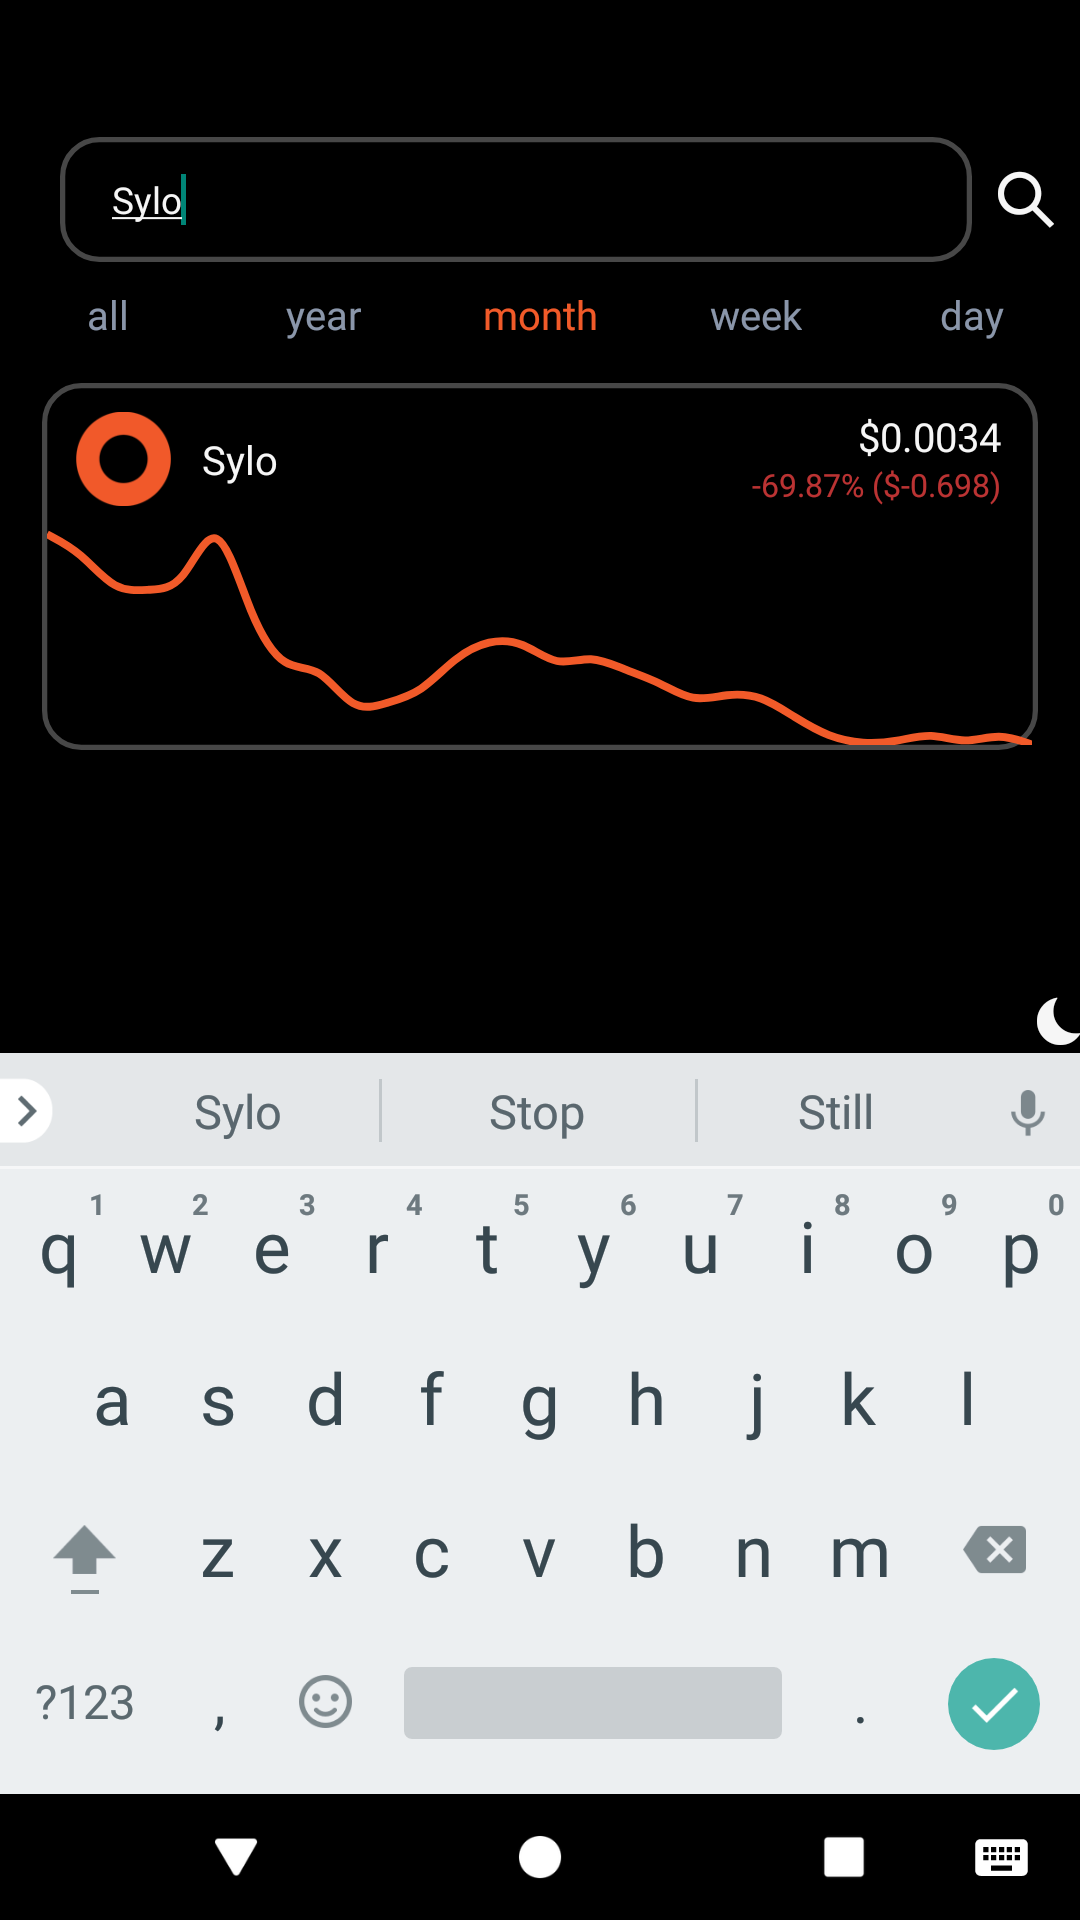 Sylo
all year month week day
Sylo
$0.0034
-69.87% ($-0.698)
Sylo Stop Still
1 2 3 4 5 6 7 8 9 0
q w e r t y u i o p
a s d f g h j k l
z x c v b n m
?123 , .